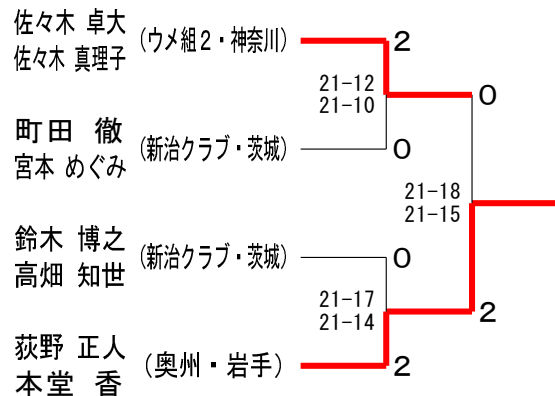 佐々木 卓大
佐々木 真理子
(ウメ組2・神奈川)
2
21-12
21-10
0
町田 徹
宮本 めぐみ
(新治クラブ・茨城)
0
21-18
21-15
鈴木 博之
高畑 知世
(新治クラブ・茨城)
0
21-17
21-14
2
荻野 正人
本堂 香
(奥州・岩手)
2